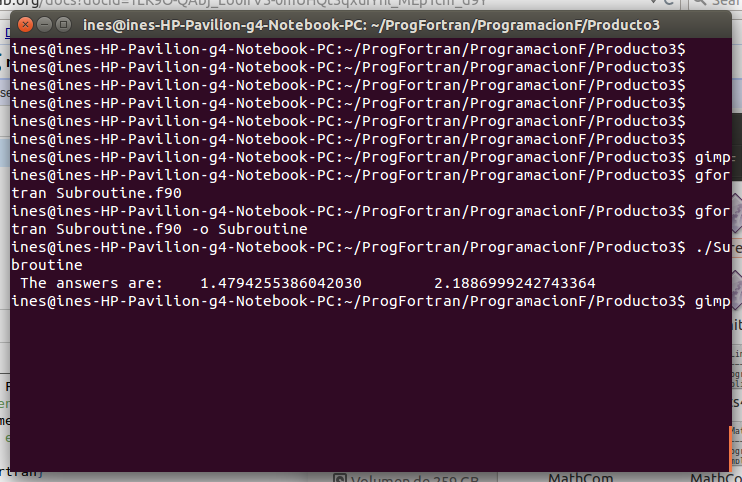 ines@ines-HP-Pavilion-g4-Notebook-PC: ~/ProgFortran/ProgramacionF/Producto3
ines@ines-HP-Pavilion-g4-Notebook-PC:~/ProgFortran/ProgramacionF/Producto3$
ines@ines-HP-Pavilion-g4-Notebook-PC:~/ProgFortran/ProgramacionF/Producto3$
ines@ines-HP-Pavilion-g4-Notebook-PC:~/ProgFortran/ProgramacionF/Producto3$
ines@ines-HP-Pavilion-g4-Notebook-PC:~/ProgFortran/ProgramacionF/Producto3$
ines@ines-HP-Pavilion-g4-Notebook-PC:~/ProgFortran/ProgramacionF/Producto3$
ines@ines-HP-Pavilion-g4-Notebook-PC:~/ProgFortran/ProgramacionF/Producto3$
ines@ines-HP-Pavilion-g4-Notebook-PC:~/ProgFortran/ProgramacionF/Producto3$ gimp
ines@ines-HP-Pavilion-g4-Notebook-PC:~/ProgFortran/ProgramacionF/Producto3$ gfor
tran Subroutine.f90
ines@ines-HP-Pavilion-g4-Notebook-PC:~/ProgFortran/ProgramacionF/Producto3$ gfor
tran Subroutine.f90 -o Subroutine
ines@ines-HP-Pavilion-g4-Notebook-PC:~/ProgFortran/ProgramacionF/Producto3$ ./Su
broutine
The answers are: 1.4794255386042030 2.1886999242743364
ines@ines-HP-Pavilion-g4-Notebook-PC:~/ProgFortran/ProgramacionF/Producto3$ gimp
Volumen de 259 GB
MathCom